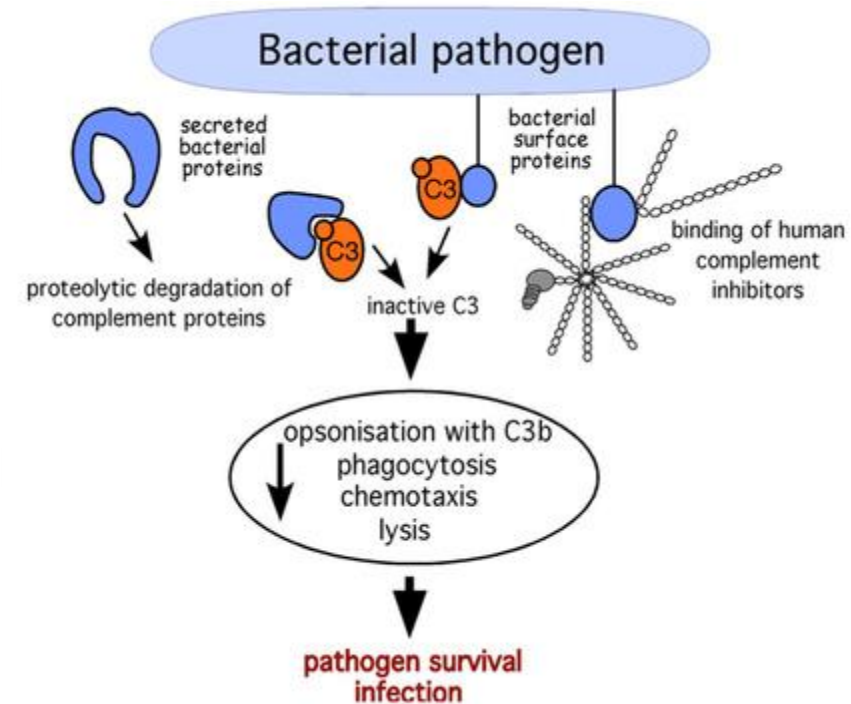 Bacterial pathogen
secreted
bacterial
proteins
bacterial
surface
proteins
C3
C3
binding of human
complement
inhibitors
proteolytic degradation of
complement proteins
inactive C3
opsonisation with C3b
phagocytosis
chemotaxis
lysis
pathogen survival
infection